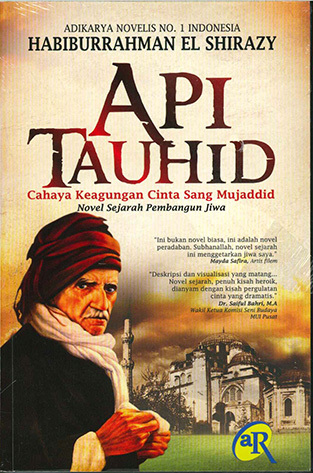 ADIKARYA NOVELIS NO. 1 INDONESIA
HABIBURRAHMAN EL SHIRAZY
API
TAUHID
Cahaya Keagungan Cinta Sang Mujaddid
Novel Sejarah Pembangun Jiwa
"Ini bukan novel biasa, ini adalah novel
peradaban. Subhanallah, novel sejarah
ini menggetarkan jiwa saya."
Mayda Safira, Artis filem
"Deskripsi dan visualisasi yang matang...
Novel sejarah, penuh kisah heroik,
dianyam dengan kisah pergulatan
cinta yang dramatis."
Dr. Saiful Bahri, M.A
Wakil Ketua Komisi Seni Budaya
MUI Pusat
aR